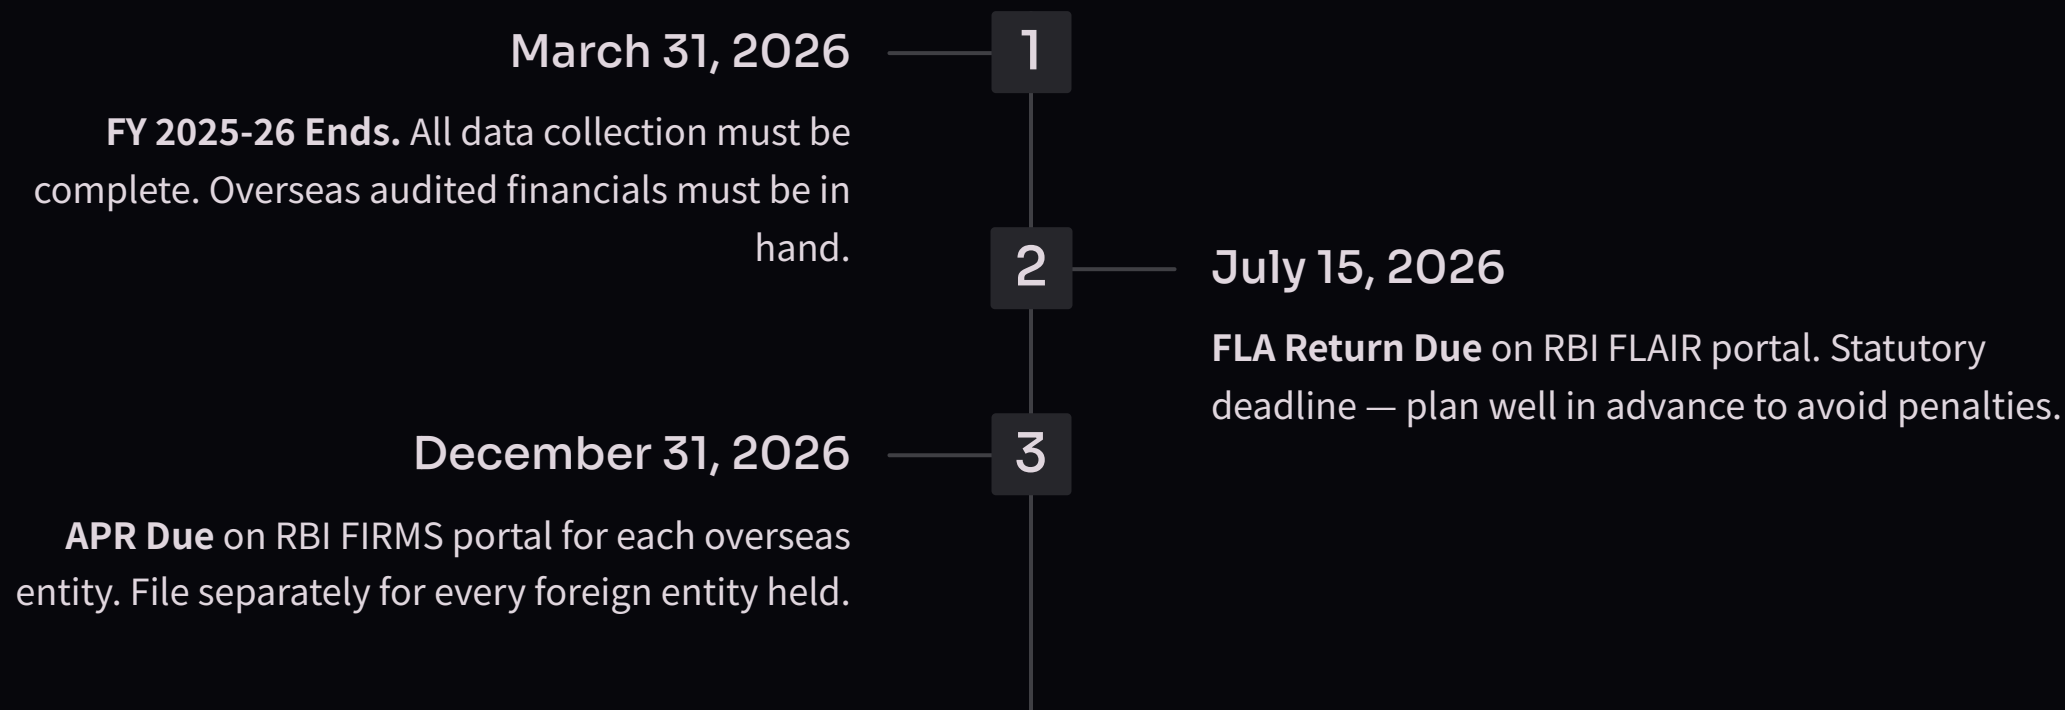 March 31, 2026
1
FY 2025-26 Ends. All data collection must be
complete. Overseas audited financials must be in
hand.
2
July 15, 2026
FLA Return Due on RBI FLAIR portal. Statutory
deadline — plan well in advance to avoid penalties.
December 31, 2026
3
APR Due on RBI FIRMS portal for each overseas
entity. File separately for every foreign entity held.